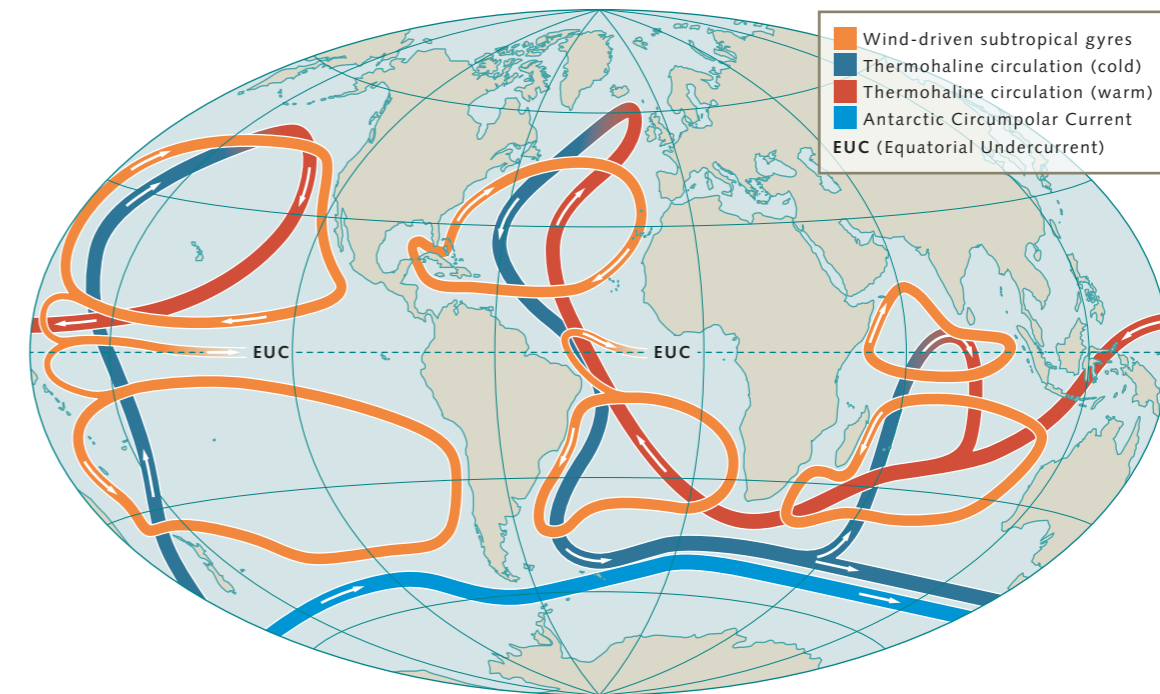 Wind-driven subtropical gyres
Thermohaline circulation (cold)
Thermohaline circulation (warm)
Antarctic Circumpolar Current
EUC (Equatorial Undercurrent)
EUC
EUC